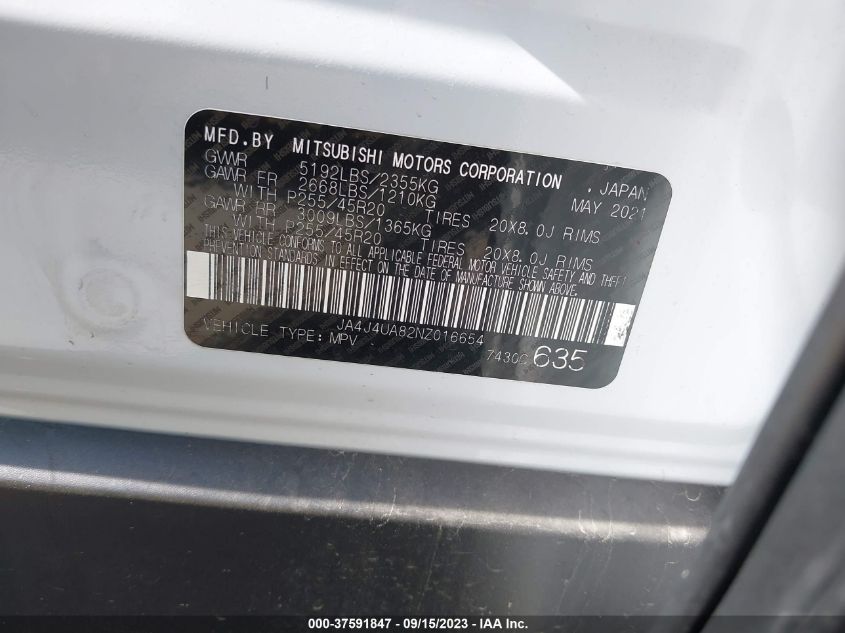 MFD.BY MITSUBISHI MOTORS CORPORATION , JAPAN
GVWR 5192LBS/2355KG MAY 2021
GAWR FR 2668LBS/1210KG
WITH P255/45R20 TIRES 20X8.0J RIMS
GAWR RR 3009LBS/1365KG
WITH P255/45R20 TIRES 20X8.0J RIMS
THIS VEHICLE CONFORMS TO ALL APPLICABLE FEDERAL MOTOR VEHICLE SAFETY AND THEFT
PREVENTION STANDARDS IN EFFECT ON THE DATE OF MANUFACTURE SHOWN ABOVE.
JA4J4UA82NZ016654
VEHICLE TYPE: MPV 7430C 635
000-37591847 - 09/15/2023 - IAAI.com